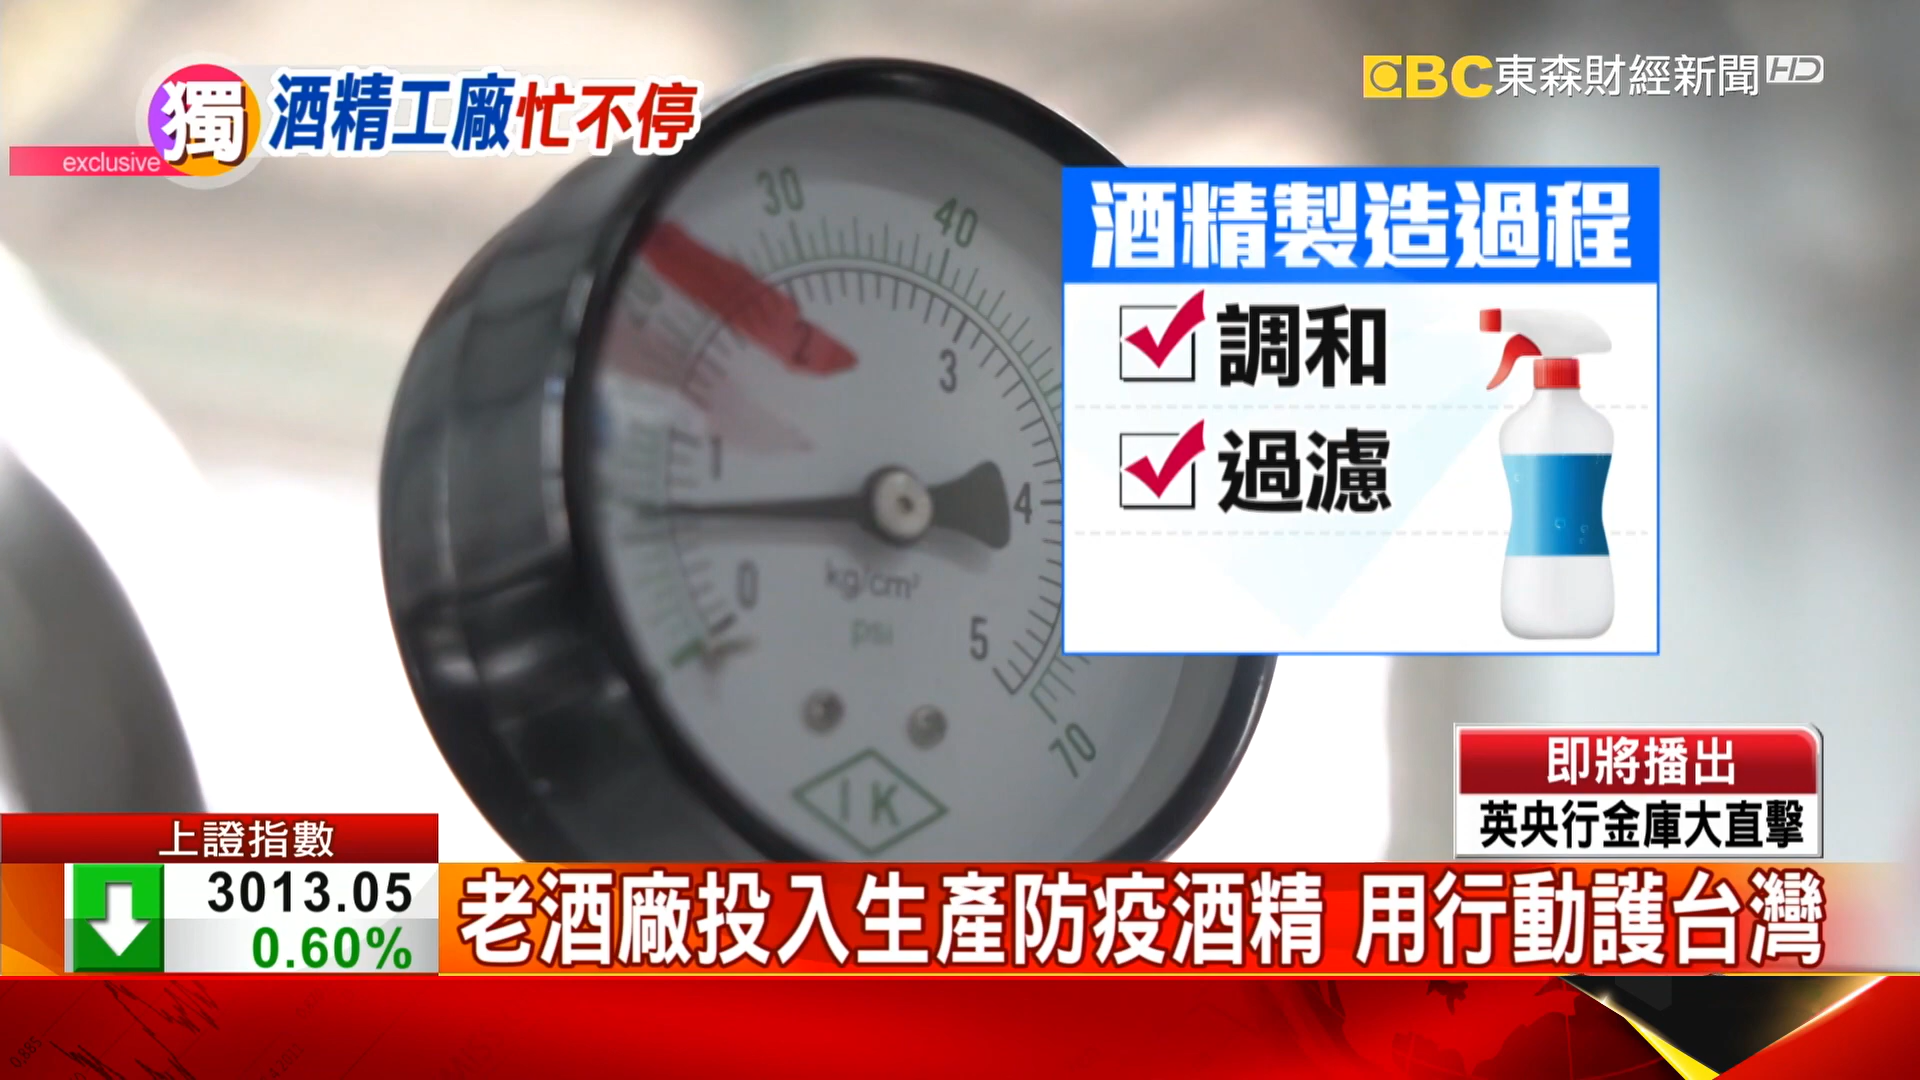 獨
exclusive
酒精工廠忙不停
EBC東森財經新聞HD
酒精製造過程
調和
過濾
30
40
70
0
1
2
3
4
5
kg/cm²
psi
IK
即將播出
英央行金庫大直擊
上證指數
3013.05
0.60%
老酒廠投入生產防疫酒精 用行動護台灣